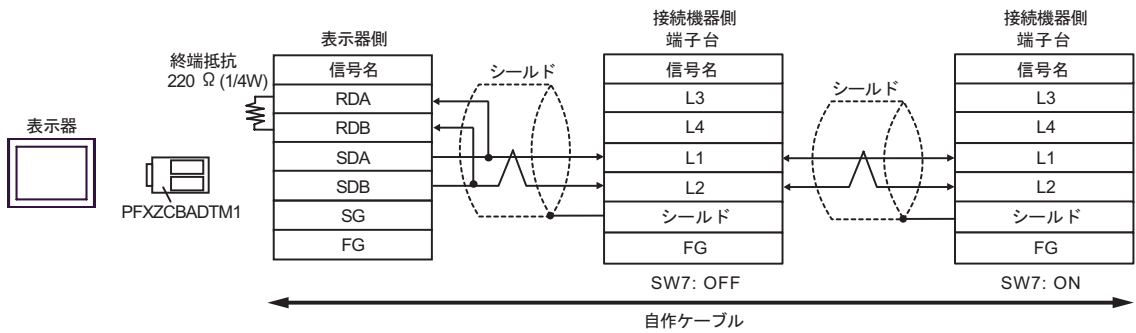 表示器
PFXZCBADTM1
終端抵抗
220 Ω (1/4W)
表示器側
信号名
RDA
RDB
SDA
SDB
SG
FG
シールド
接続機器側
端子台
信号名
L3
L4
L1
L2
シールド
FG
SW7: OFF
シールド
接続機器側
端子台
信号名
L3
L4
L1
L2
シールド
FG
SW7: ON
自作ケーブル